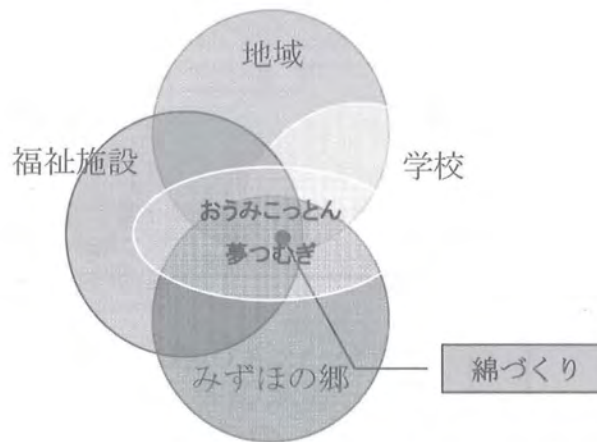 地域
福祉施設
学校
おうみこっとん
夢つむぎ
みずほの郷
綿づくり